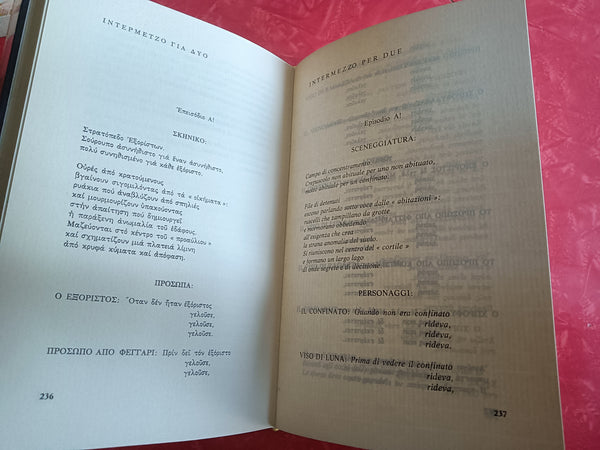 ΙΝΤΕΡΜΕΤΖΟ ΓΙΑ ΔΥΟ
Ἐπεισόδιο Α!
ΣΚΗΝΙΚΟ:
Στρατόπεδο Ἐξορίστων.
Σούρουπο ἀσυνήθιστο γιὰ ἕναν ἀσυνήθιστο,
πολὺ συνηθισμένο γιὰ κάθε ἐξόριστο.
Οὐρὲς ἀπὸ κρατούμενους
βγαίνουν σιγομιλόντας ἀπὸ τὰ « οἰκήματα »:
ρυάκια ποὺ ἀναβλύζουν ἀπὸ σπηλιές
καὶ μουρμουρίζουν ὑπακούοντας
στὴν ἀπαίτηση ποὺ δημιουργεῖ
ἡ παράξενη ἀνωμαλία τοῦ ἐδάφους.
Μαζεύονται στὸ κέντρο τοῦ « προαύλιου »
καὶ σχηματίζουν μιὰ πλατειὰ λίμνη
ἀπὸ κρυφὰ κύματα καὶ ἀπόφαση.
ΠΡΟΣΩΠΑ:
Ο ΕΞΟΡΙΣΤΟΣ: Ὅταν δὲν ἦταν ἐξόριστος
γελοῦσε,
γελοῦσε,
γελοῦσε.
ΠΡΟΣΩΠΟ ΑΠΟ ΦΕΓΓΑΡΙ: Πρὶν δεῖ τὸν ἐξόριστο
γελοῦσε,
γελοῦσε,
236
INTERMEZZO PER DUE
Episodio A!
SCENEGGIATURA:
Campo di concentramento.
Crepuscolo non abituale per uno non abituato,
molto abituale per un confinato.
File di detenuti
escono parlando sotto voce dalle « abitazioni »:
ruscelli che zampillano da grotte
e mormorano obbedendo
all'esigenza che crea
la strana anomalia del suolo.
Si riuniscono nel centro del « cortile »
e formano un largo lago
di onde segrete e di decisione.
PERSONAGGI:
IL CONFINATO: Quando non era confinato
rideva,
rideva,
rideva.
VISO DI LUNA: Prima di vedere il confinato
rideva,
rideva,
237